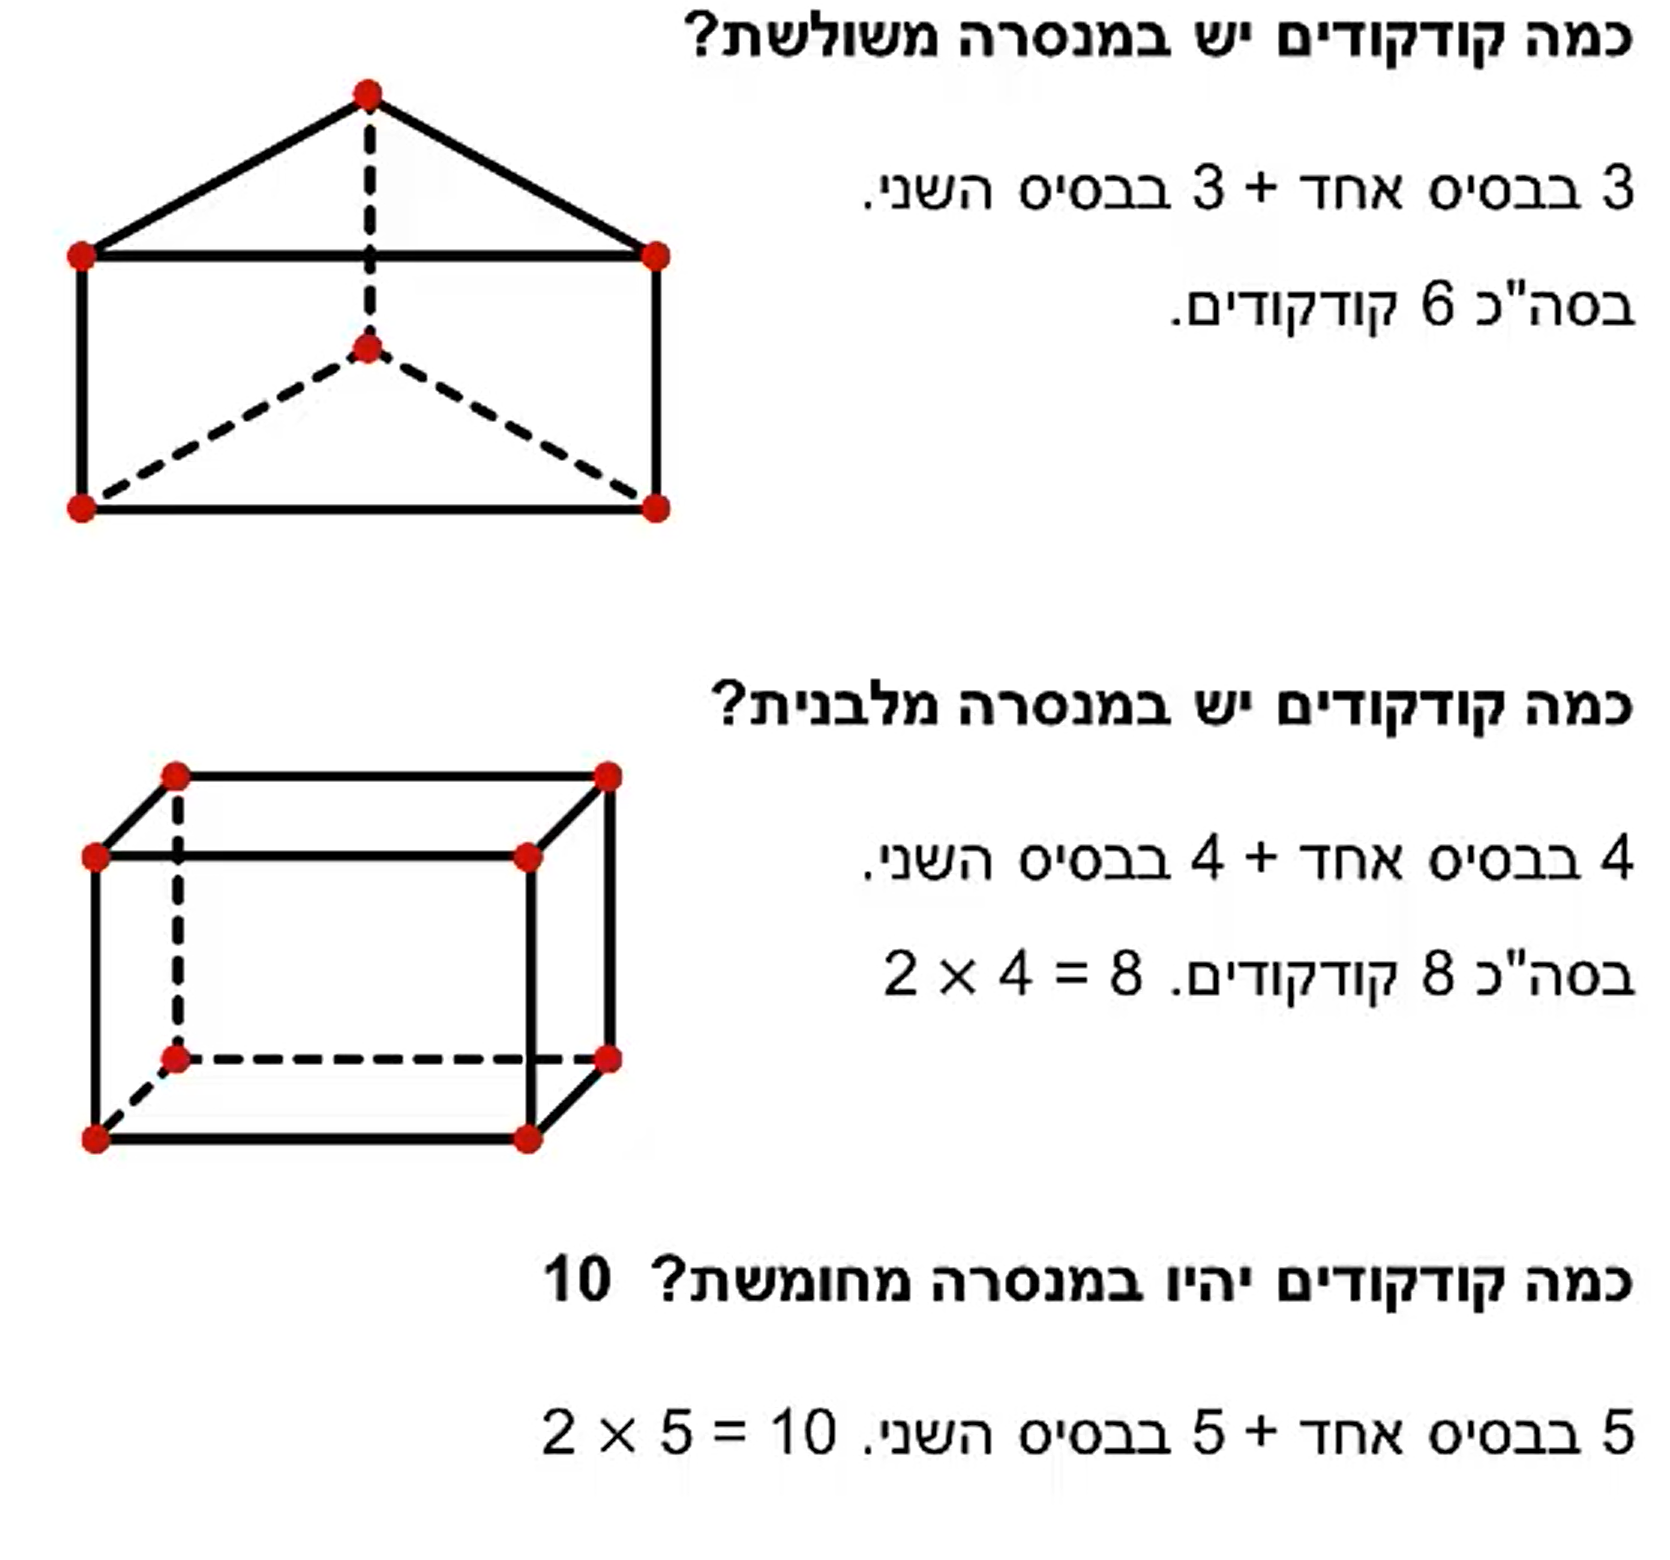 כמה קודקודים יש במנסרה משולשת?
3 בבסיס אחד + 3 בבסיס השני.
בסה"כ 6 קודקודים.
כמה קודקודים יש במנסרה מלבנית?
4 בבסיס אחד + 4 בבסיס השני.
בסה"כ 8 קודקודים. 2 × 4 = 8
כמה קודקודים יהיו במנסרה מחומשת? 10
5 בבסיס אחד + 5 בבסיס השני. 2 × 5 = 10